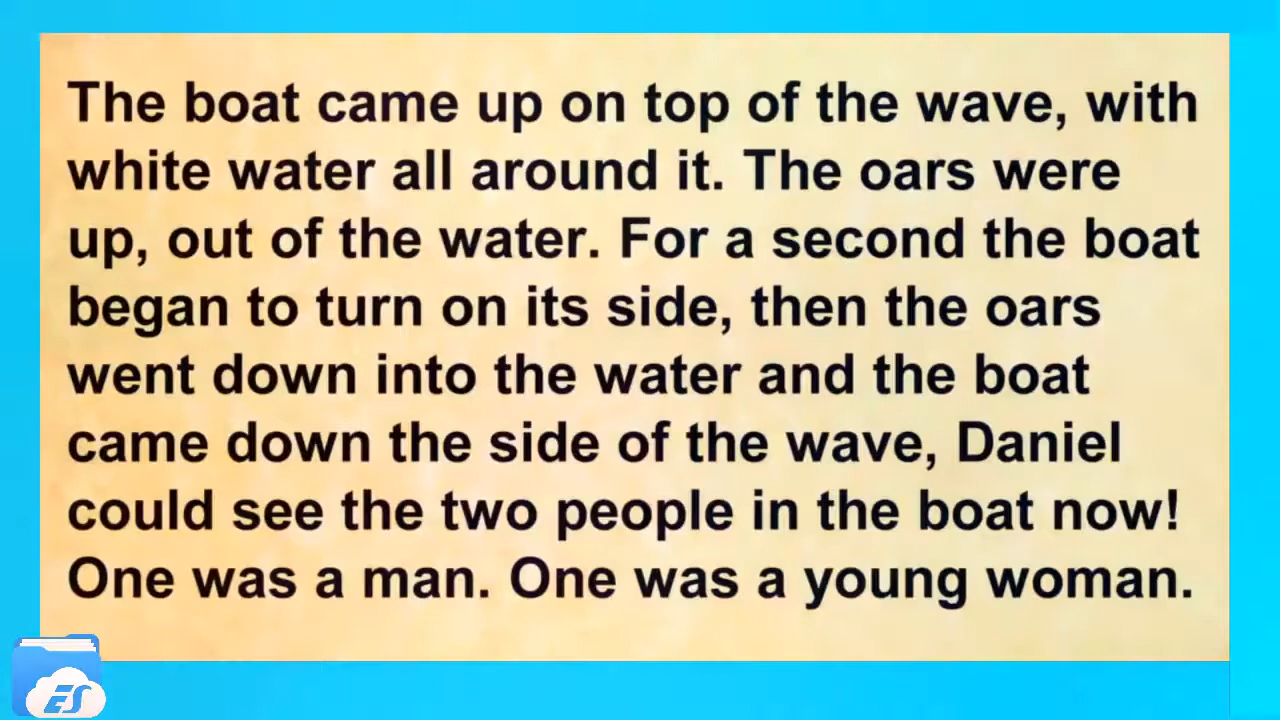 The boat came up on top of the wave, with
white water all around it. The oars were
up, out of the water. For a second the boat
began to turn on its side, then the oars
went down into the water and the boat
came down the side of the wave, Daniel
could see the two people in the boat now!
One was a man. One was a young woman.
ES